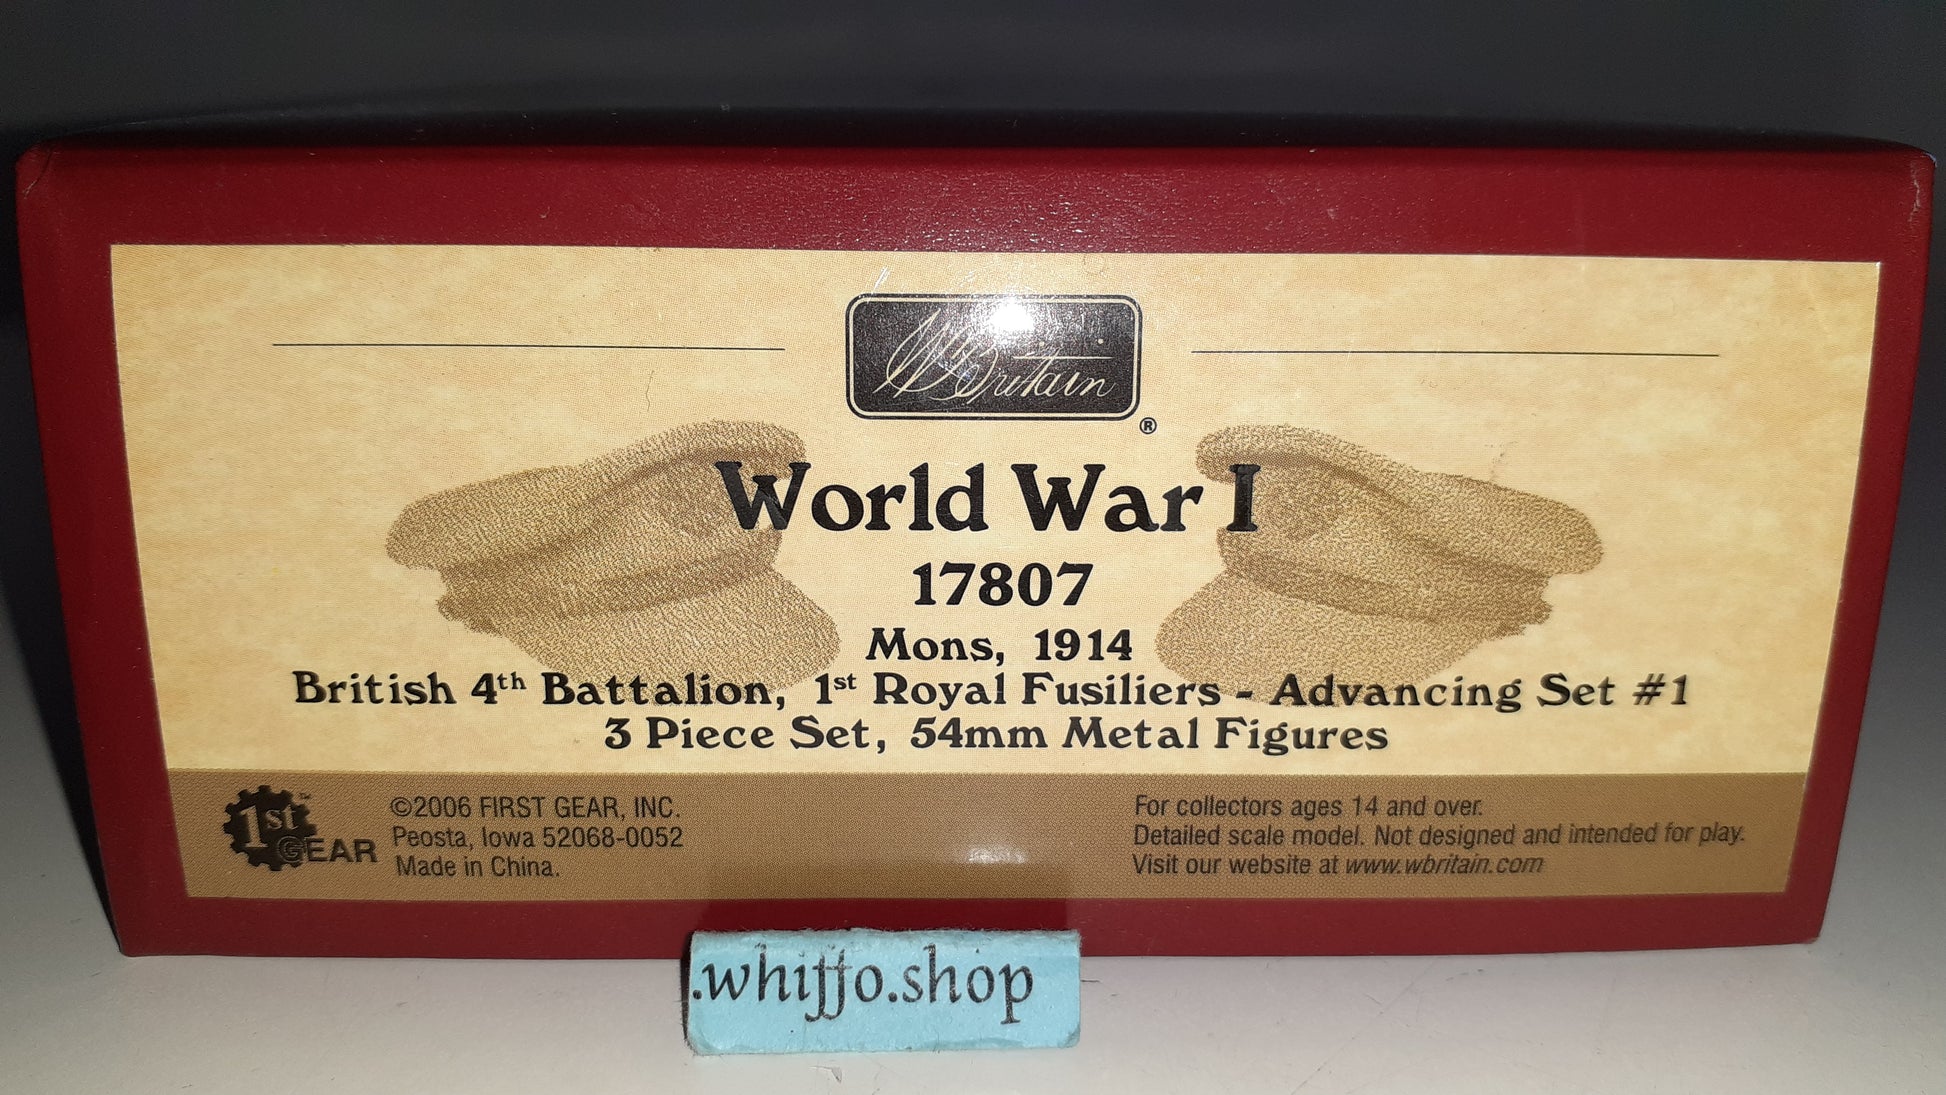 W Britain
®
World War I
17807
Mons, 1914
British 4th Battalion, 1st Royal Fusiliers - Advancing Set #1
3 Piece Set, 54mm Metal Figures
1st GEAR™
©2006 FIRST GEAR, INC.
Peosta, Iowa 52068-0052
Made in China.
For collectors ages 14 and over.
Detailed scale model. Not designed and intended for play.
Visit our website at www.wbritain.com
.whiffo.shop